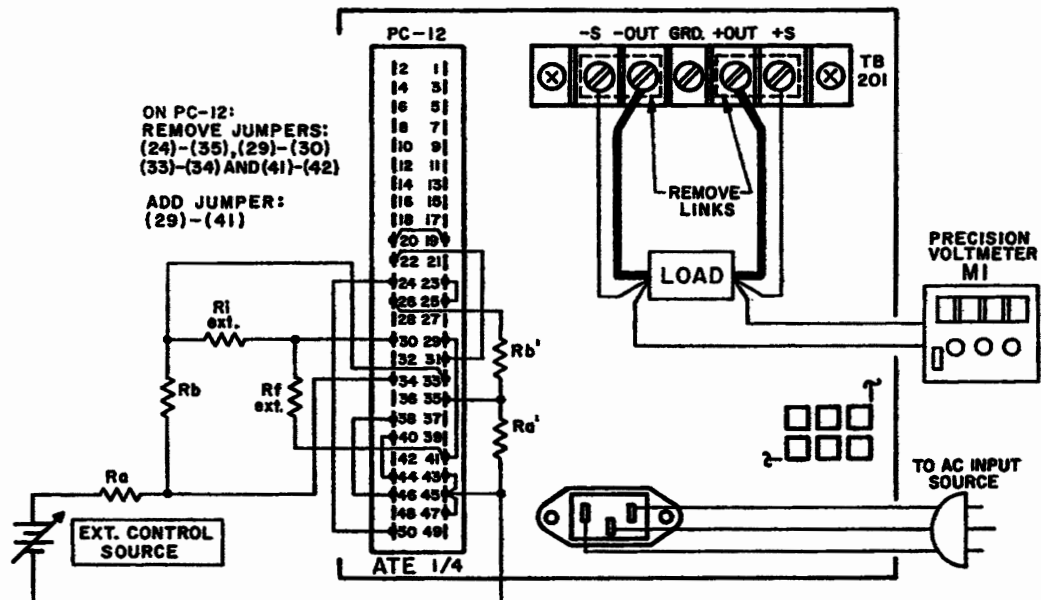 PC-12
-S -OUT GRD. +OUT +S
TB
201
ON PC-12:
REMOVE JUMPERS:
(24)-(35),(29)-(30)
(33)-(34) AND(41)-(42)
ADD JUMPER:
(29)-(41)
2 1
4 3
6 5
8 7
10 9
12 11
14 13
16 15
18 17
20 19
22 21
24 23
26 25
28 27
30 29
32 31
34 33
36 35
38 37
40 39
42 41
44 43
46 45
48 47
50 49
REMOVE
LINKS
LOAD
PRECISION
VOLTMETER
M1
Ri
ext.
Rb
Rf
ext.
Rb'
Ra'
Ra
EXT. CONTROL
SOURCE
TO AC INPUT
SOURCE
ATE 1/4